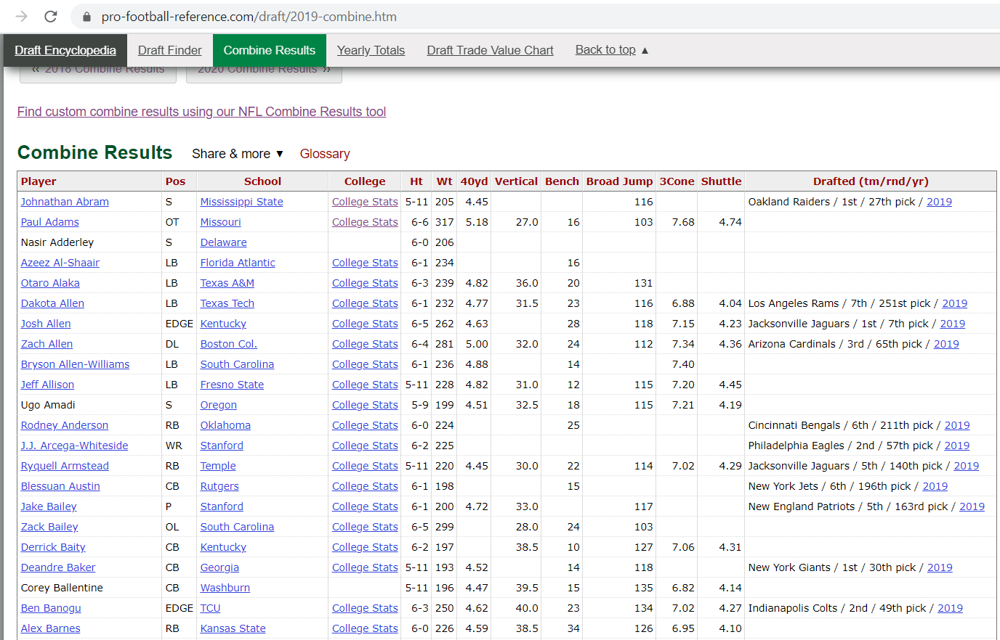 pro-football-reference.com/draft/2019-combine.htm
Draft Encyclopedia Draft Finder Combine Results Yearly Totals Draft Trade Value Chart Back to top ▲
‹‹ 2018 Combine Results 2020 Combine Results ››
Find custom combine results using our NFL Combine Results tool
Combine Results Share & more ▼ Glossary
Player Pos School College Ht Wt 40yd Vertical Bench Broad Jump 3Cone Shuttle Drafted (tm/rnd/yr)
Johnathan Abram S Mississippi State College Stats 5-11 205 4.45 116 Oakland Raiders / 1st / 27th pick / 2019
Paul Adams OT Missouri College Stats 6-6 317 5.18 27.0 16 103 7.68 4.74
Nasir Adderley S Delaware 6-0 206
Azeez Al-Shaair LB Florida Atlantic College Stats 6-1 234 16
Otaro Alaka LB Texas A&M College Stats 6-3 239 4.82 36.0 20 131
Dakota Allen LB Texas Tech College Stats 6-1 232 4.77 31.5 23 116 6.88 4.04 Los Angeles Rams / 7th / 251st pick / 2019
Josh Allen EDGE Kentucky College Stats 6-5 262 4.63 28 118 7.15 4.23 Jacksonville Jaguars / 1st / 7th pick / 2019
Zach Allen DL Boston Col. College Stats 6-4 281 5.00 32.0 24 112 7.34 4.36 Arizona Cardinals / 3rd / 65th pick / 2019
Bryson Allen-Williams LB South Carolina College Stats 6-1 236 4.88 14 7.40
Jeff Allison LB Fresno State College Stats 5-11 228 4.82 31.0 12 115 7.20 4.45
Ugo Amadi S Oregon College Stats 5-9 199 4.51 32.5 18 115 7.21 4.19
Rodney Anderson RB Oklahoma College Stats 6-0 224 25 Cincinnati Bengals / 6th / 211th pick / 2019
J.J. Arcega-Whiteside WR Stanford College Stats 6-2 225 Philadelphia Eagles / 2nd / 57th pick / 2019
Ryquell Armstead RB Temple College Stats 5-11 220 4.45 30.0 22 114 7.02 4.29 Jacksonville Jaguars / 5th / 140th pick / 2019
Blessuan Austin CB Rutgers College Stats 6-1 198 15 New York Jets / 6th / 196th pick / 2019
Jake Bailey P Stanford College Stats 6-1 200 4.72 33.0 117 New England Patriots / 5th / 163rd pick / 2019
Zack Bailey OL South Carolina College Stats 6-5 299 28.0 24 103
Derrick Baity CB Kentucky College Stats 6-2 197 38.5 10 127 7.06 4.31
Deandre Baker CB Georgia College Stats 5-11 193 4.52 14 118 New York Giants / 1st / 30th pick / 2019
Corey Ballentine CB Washburn 5-11 196 4.47 39.5 15 135 6.82 4.14
Ben Banogu EDGE TCU College Stats 6-3 250 4.62 40.0 23 134 7.02 4.27 Indianapolis Colts / 2nd / 49th pick / 2019
Alex Barnes RB Kansas State College Stats 6-0 226 4.59 38.5 34 126 6.95 4.10